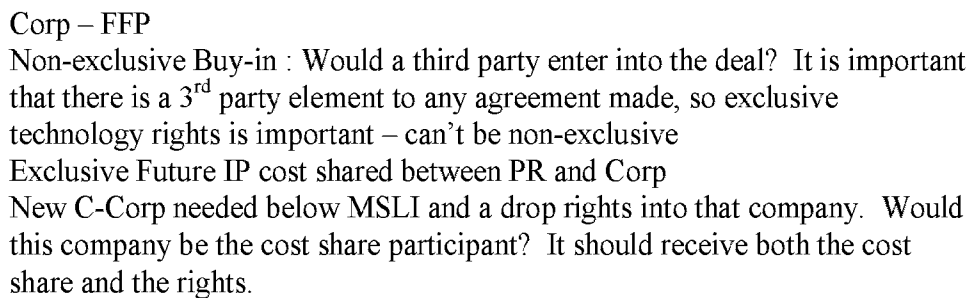 Corp – FFP
Non-exclusive Buy-in : Would a third party enter into the deal? It is important
that there is a 3rd party element to any agreement made, so exclusive
technology rights is important – can't be non-exclusive
Exclusive Future IP cost shared between PR and Corp
New C-Corp needed below MSLI and a drop rights into that company. Would
this company be the cost share participant? It should receive both the cost
share and the rights.